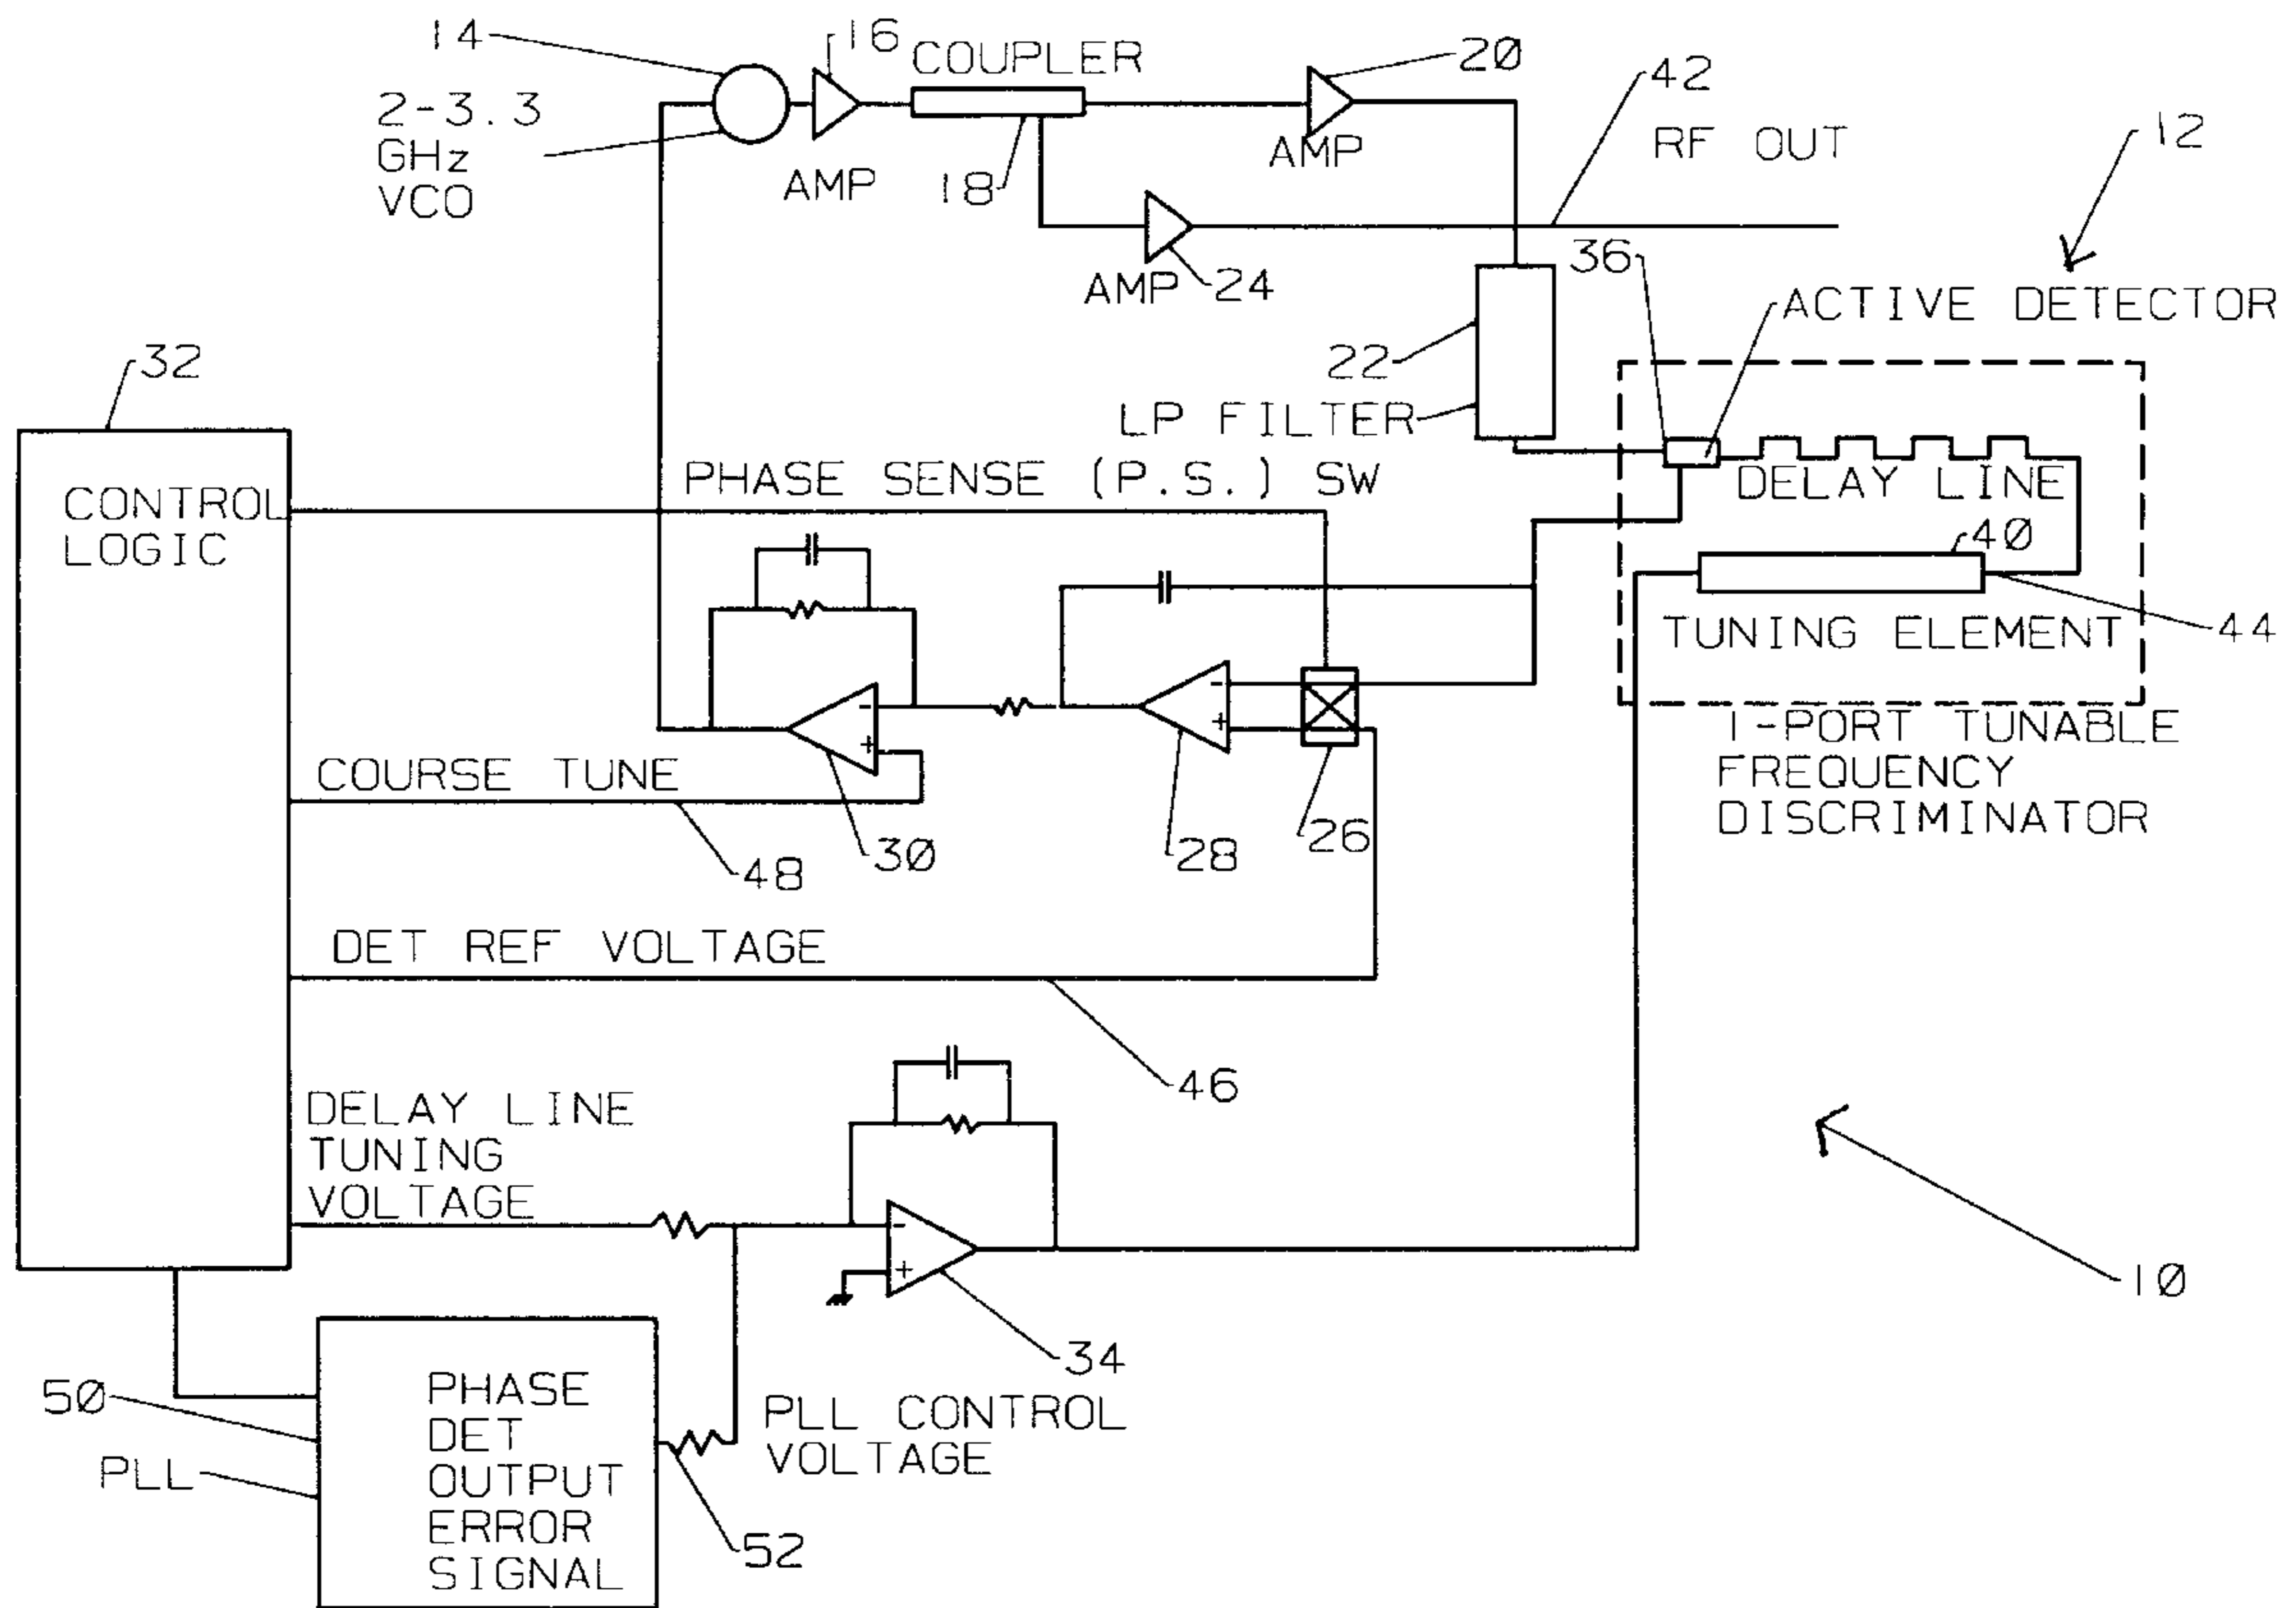 14
16
COUPLER
20
42
2-3.3
GHz
VCO
AMP
18
AMP
RF OUT
12
AMP
24
36
ACTIVE DETECTOR
32
22
LP FILTER
CONTROL
LOGIC
PHASE SENSE (P.S.) SW
DELAY LINE
40
TUNING ELEMENT
44
-
+
-
+
COURSE TUNE
30
28
26
1-PORT TUNABLE
FREQUENCY
DISCRIMINATOR
48
DET REF VOLTAGE
46
DELAY LINE
TUNING
VOLTAGE
-
+
10
34
50
PLL
PHASE
DET
OUTPUT
ERROR
SIGNAL
PLL CONTROL
VOLTAGE
52